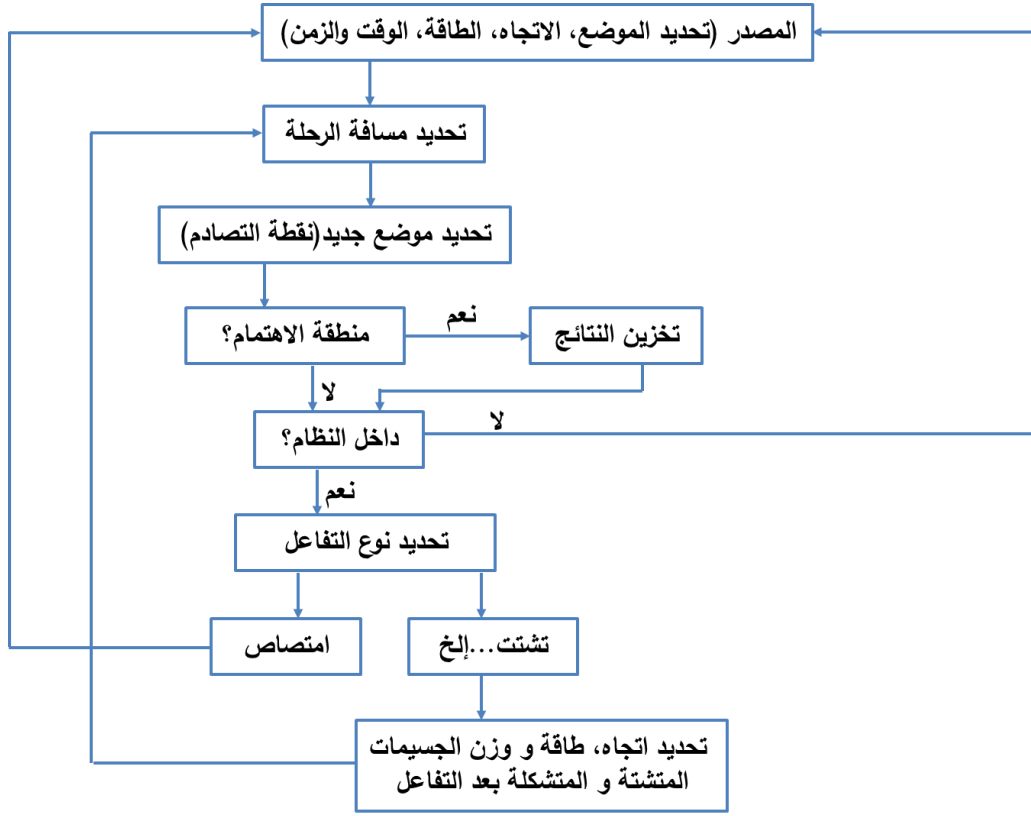 المصدر (تحديد الموضع، الاتجاه، الطاقة، الوقت والزمن)
تحديد مسافة الرحلة
تحديد موضع جديد(نقطة التصادم)
منطقة الاهتمام؟
نعم
تخزين النتائج
لا
داخل النظام؟
لا
نعم
تحديد نوع التفاعل
تشتت...إلخ
امتصاص
تحديد اتجاه، طاقة و وزن الجسيمات
المتشتة و المتشكلة بعد التفاعل